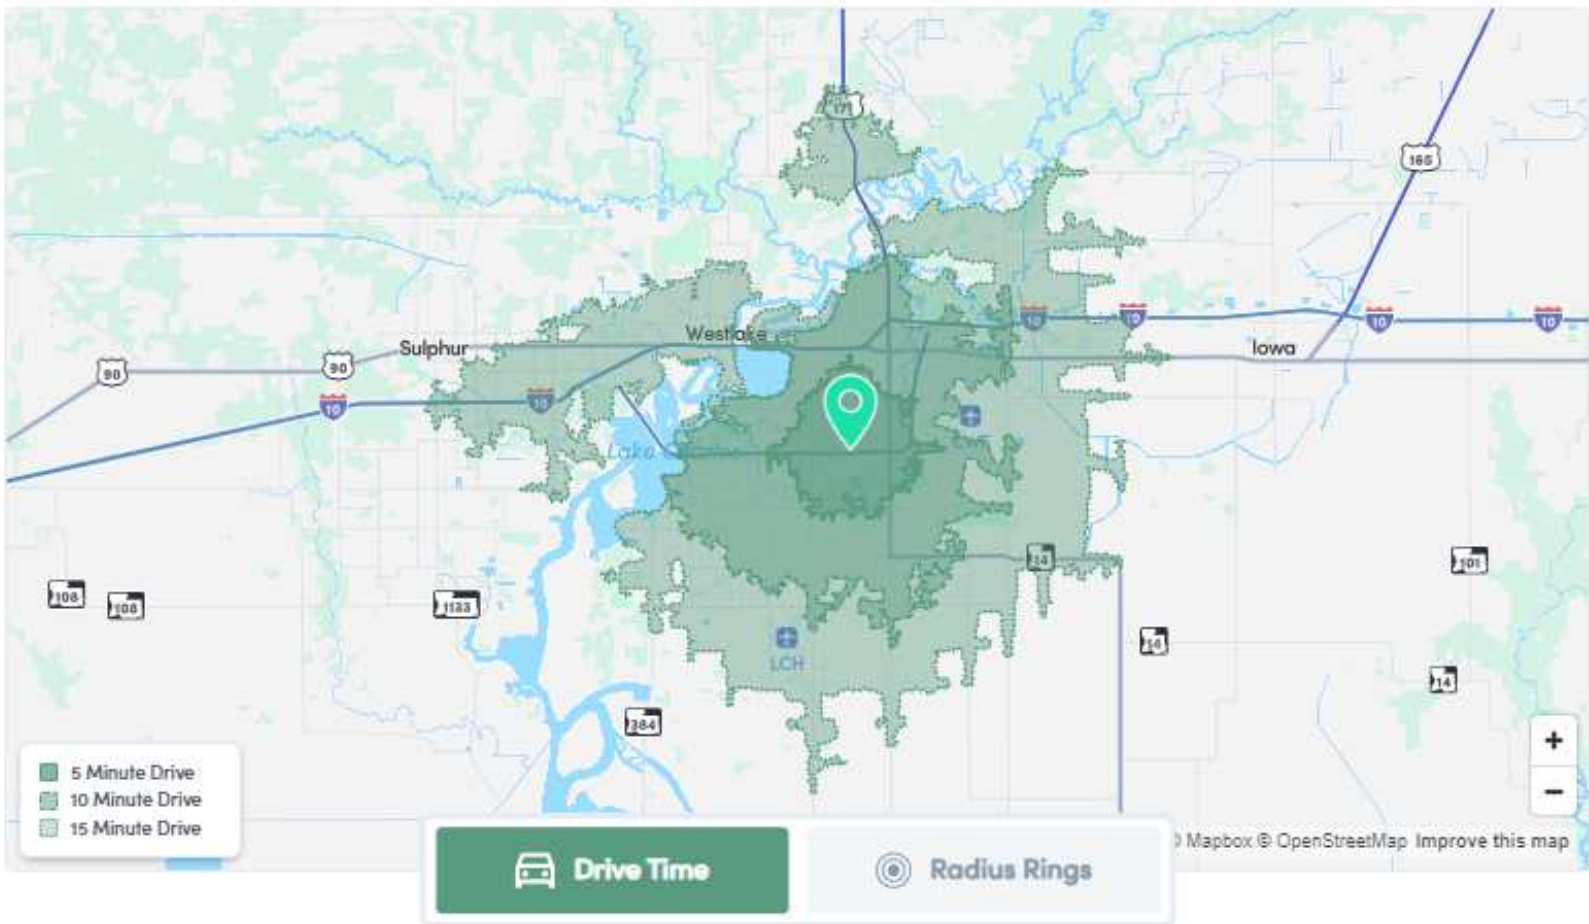 171
165
10
10
10
10
Westlake
Sulphur
Iowa
90
90
10
10
Lake
14
101
108
108
1133
14
LCH
14
384
5 Minute Drive
10 Minute Drive
15 Minute Drive
+
−
Mapbox © OpenStreetMap Improve this map
Drive Time
Radius Rings